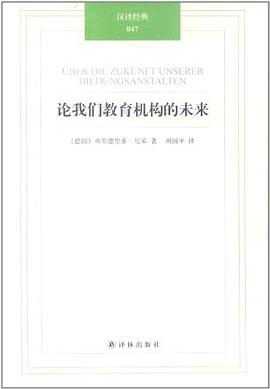 汉译经典
047
ÜBER DIE ZUKUNFT UNSERER
BILDUNGSANSTALTEN
论我们教育机构的未来
〔德国〕弗里德里希·尼采 著 周国平 译
译林出版社